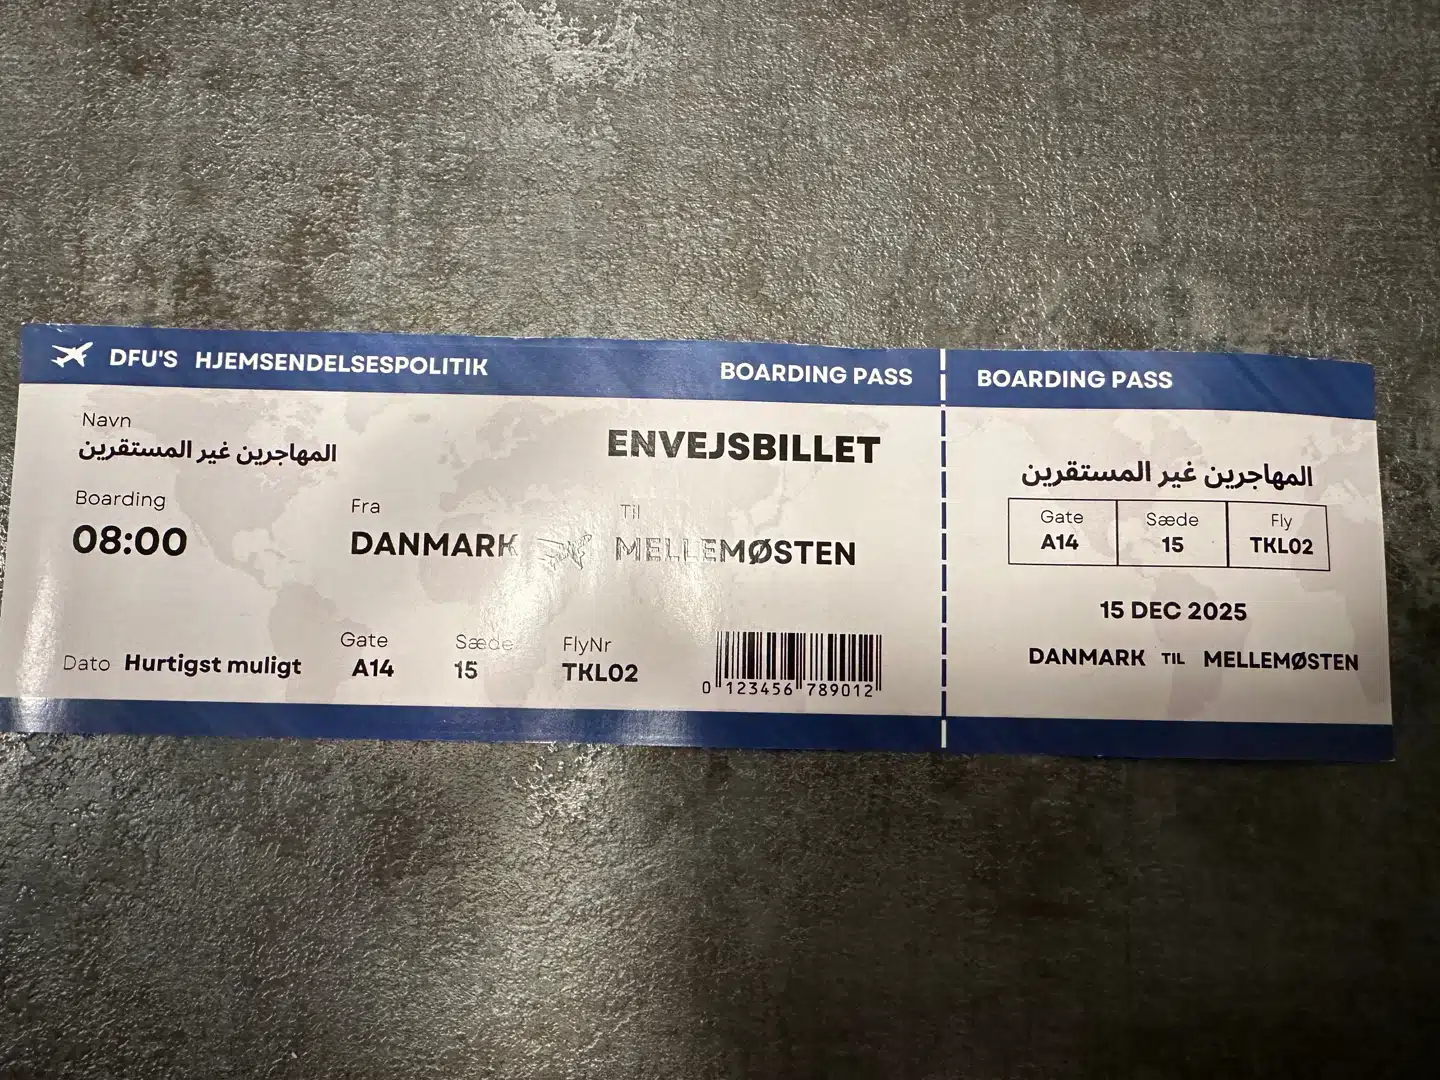 DFU'S HJEMSENDELSESPOLITIK
BOARDING PASS
Navn
المهاجرين غير المستقرين
ENVEJSBILLET
Boarding
08:00
Fra
DANMARK
Til
MELLEMØSTEN
Dato Hurtigst muligt
Gate
A14
Sæde
15
FlyNr
TKL02
0 123456 789012
BOARDING PASS
المهاجرين غير المستقرين
Gate
A14
Sæde
15
Fly
TKL02
15 DEC 2025
DANMARK TIL MELLEMØSTEN